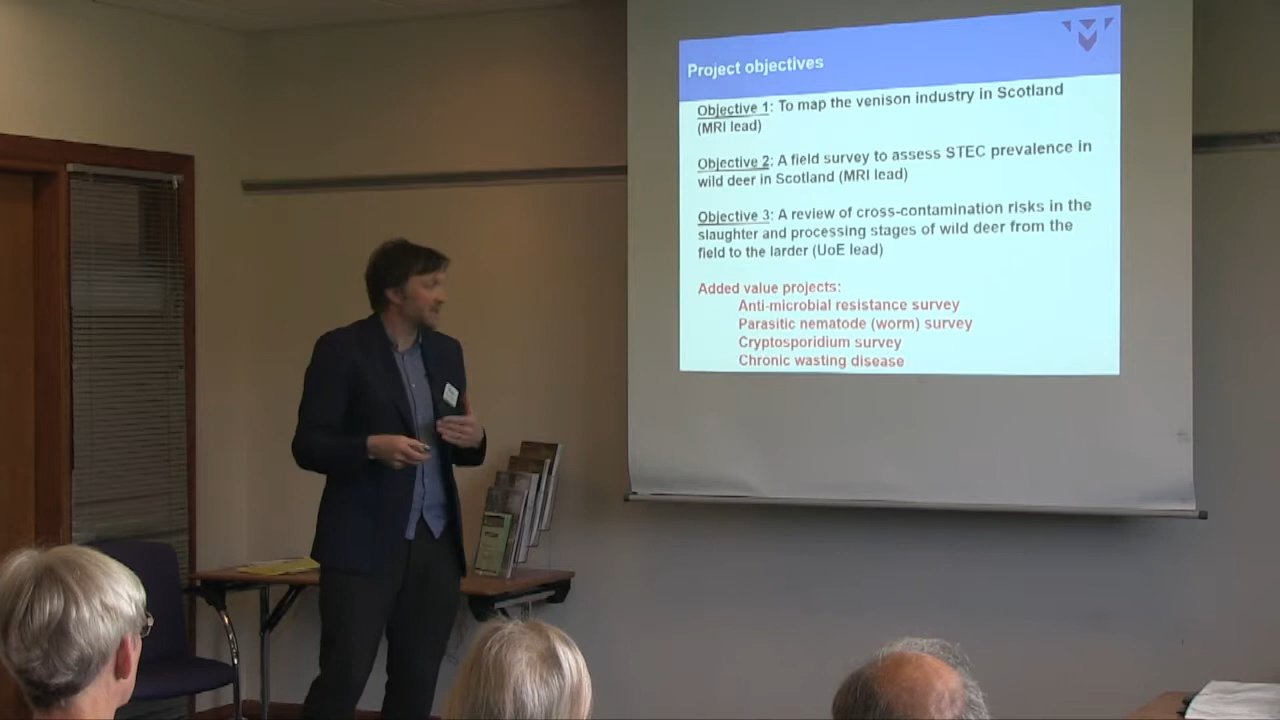 Project objectives
Objective 1: To map the venison industry in Scotland
(MRI lead)
Objective 2: A field survey to assess STEC prevalence in
wild deer in Scotland (MRI lead)
Objective 3: A review of cross-contamination risks in the
slaughter and processing stages of wild deer from the
field to the larder (UoE lead)
Added value projects:
Anti-microbial resistance survey
Parasitic nematode (worm) survey
Cryptosporidium survey
Chronic wasting disease